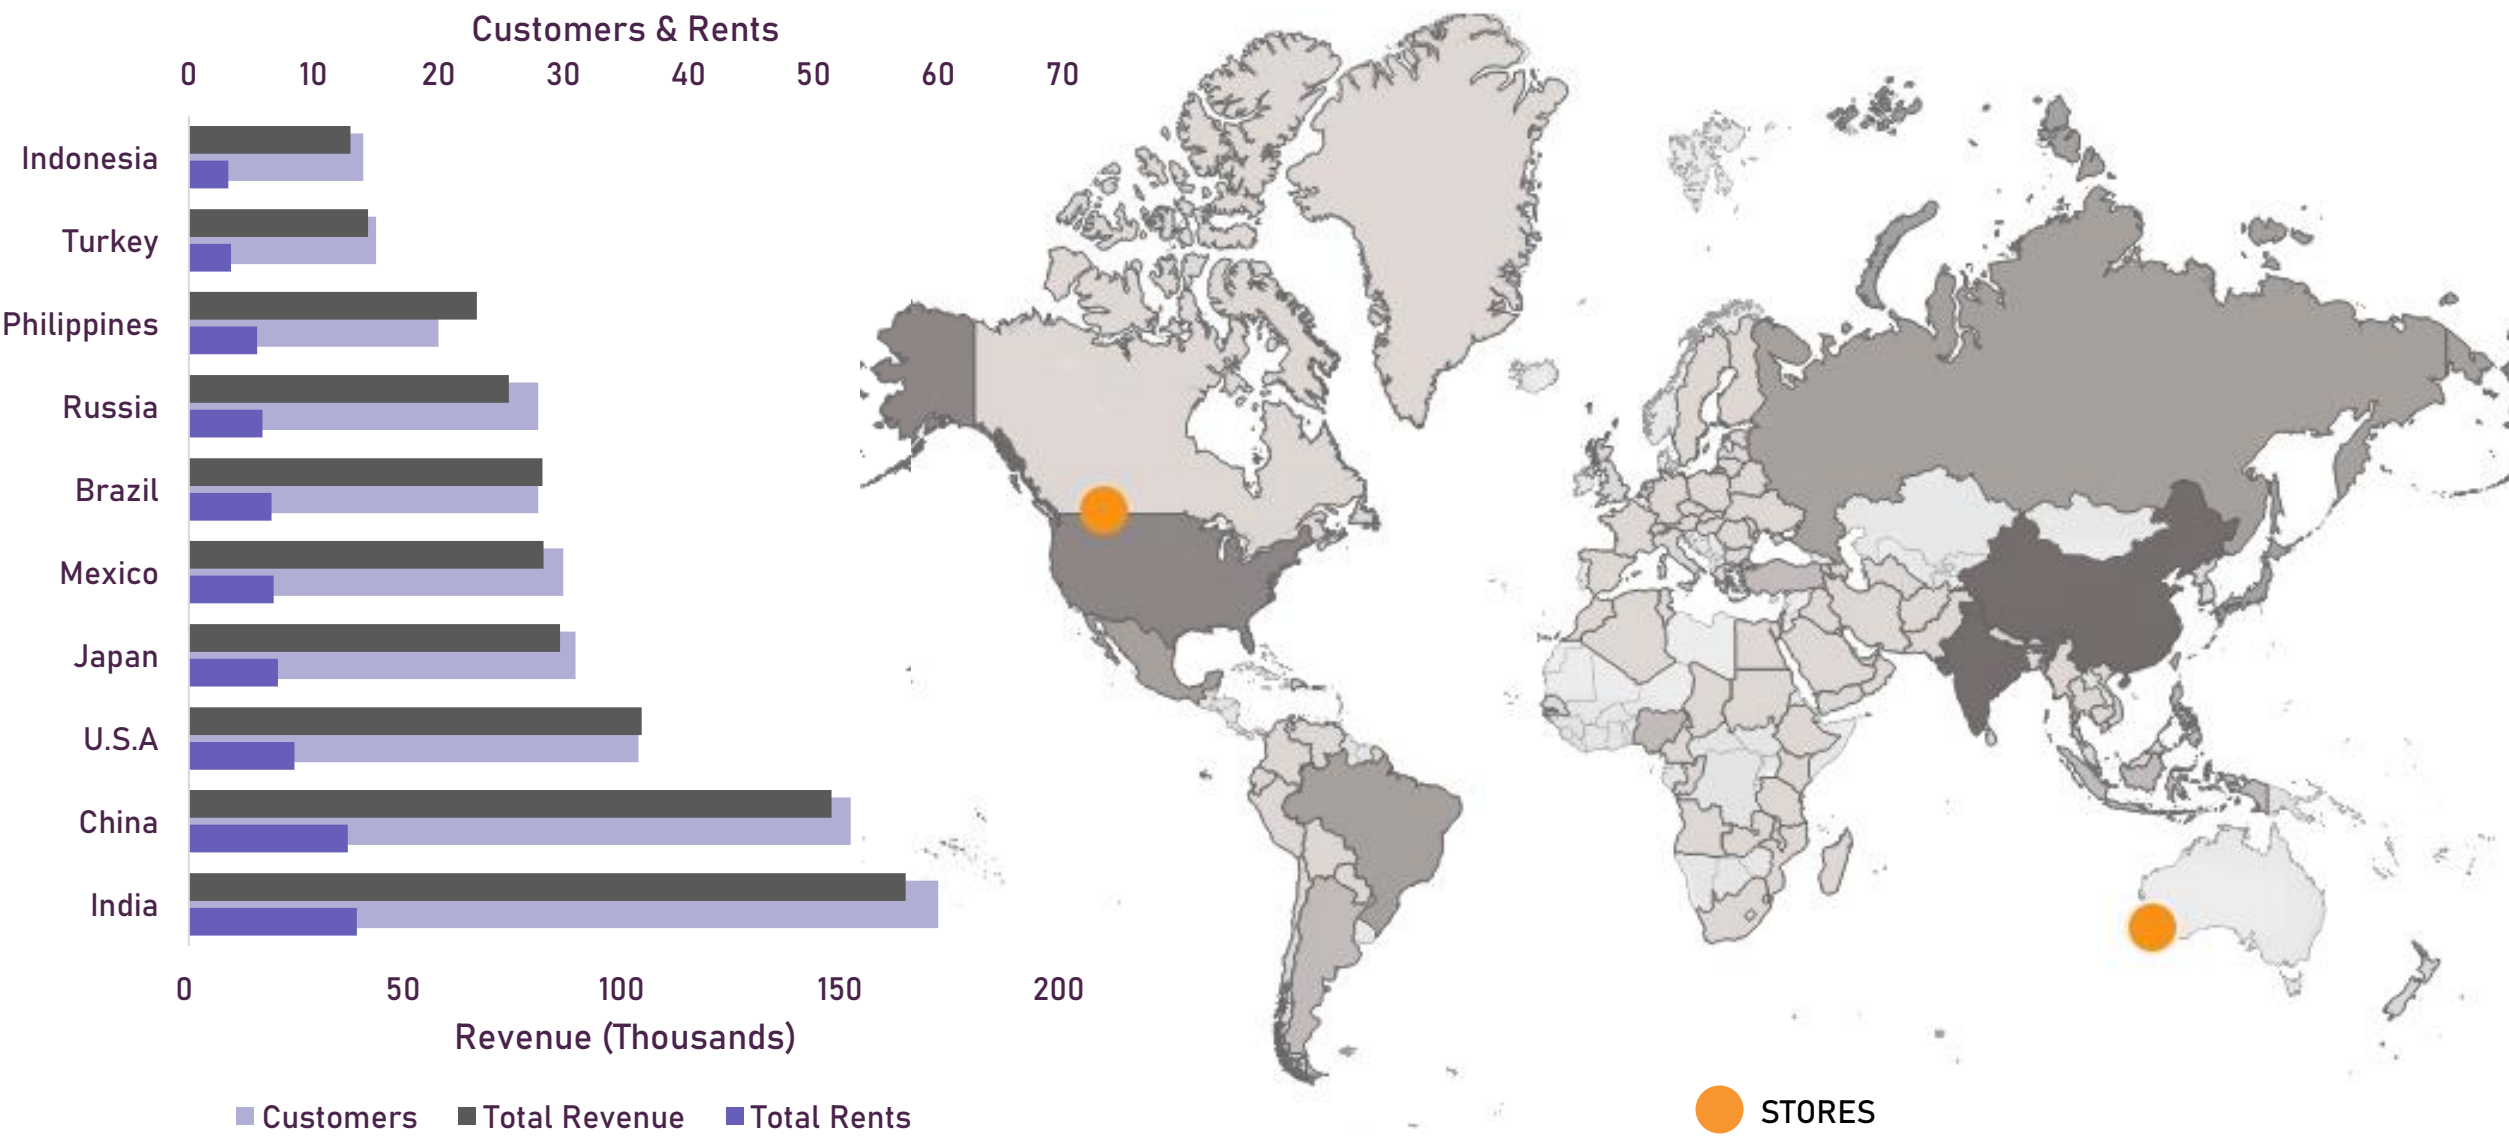 Customers & Rents
0 10 20 30 40 50 60 70
Indonesia
Turkey
Philippines
Russia
Brazil
Mexico
Japan
U.S.A
China
India
0 50 100 150 200
Revenue (Thousands)
Customers Total Revenue Total Rents
STORES